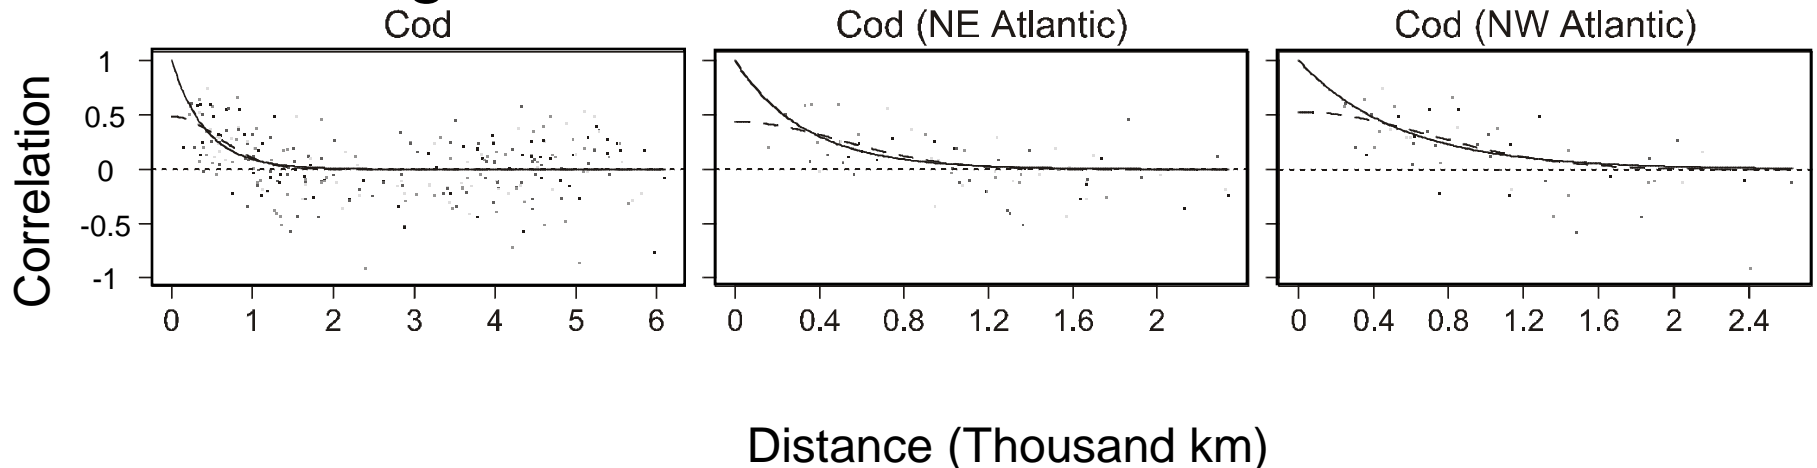 Cod
Cod (NE Atlantic)
Cod (NW Atlantic)
Correlation
1
0.5
0
-0.5
-1
0 1 2 3 4 5 6
0 0.4 0.8 1.2 1.6 2
0 0.4 0.8 1.2 1.6 2 2.4
Distance (Thousand km)